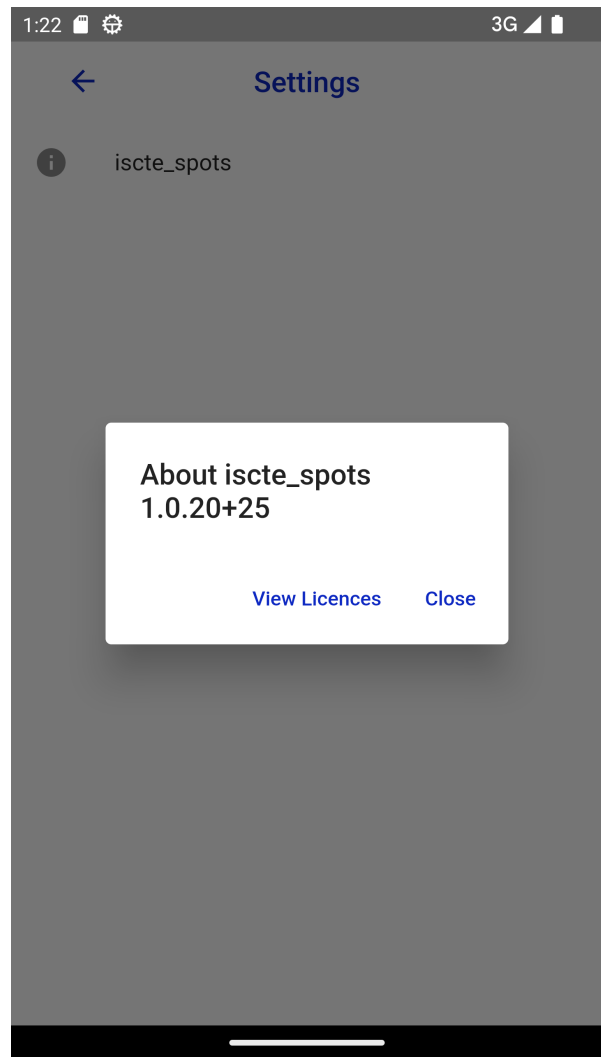 1:22 3G
Settings
iscte_spots
About iscte_spots
1.0.20+25
View Licences Close